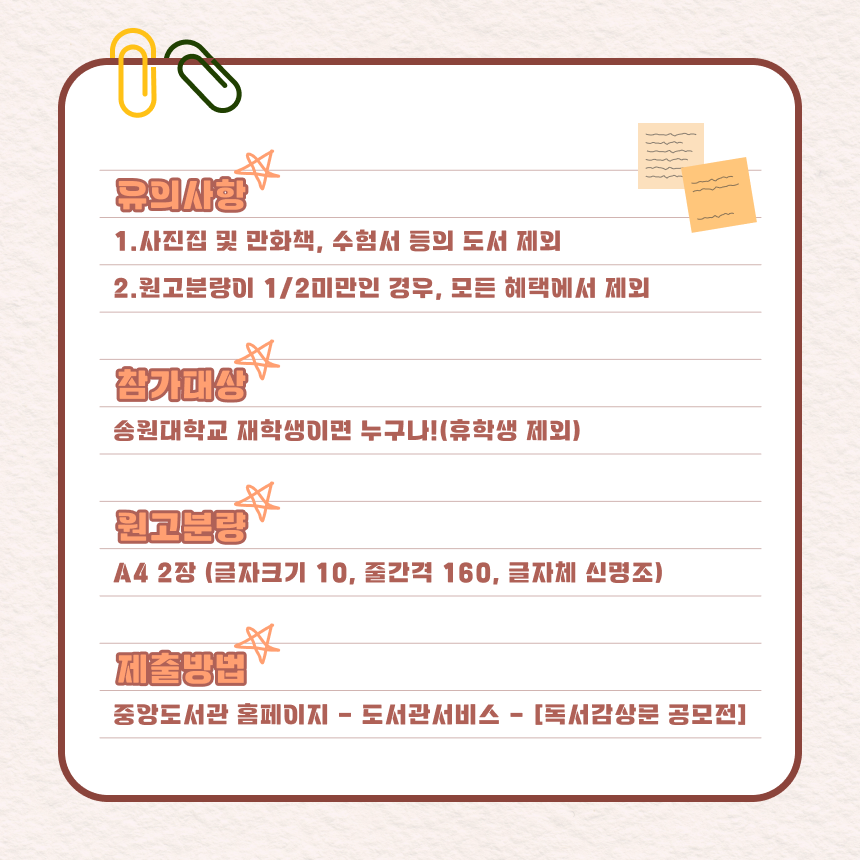 유의사항
1.사진집 및 만화책, 수험서 등의 도서 제외
2.원고분량이 1/2미만인 경우, 모든 혜택에서 제외
참가대상
송원대학교 재학생이면 누구나!(휴학생 제외)
원고분량
A4 2장 (글자크기 10, 줄간격 160, 글자체 신명조)
제출방법
중앙도서관 홈페이지 - 도서관서비스 - [독서감상문 공모전]